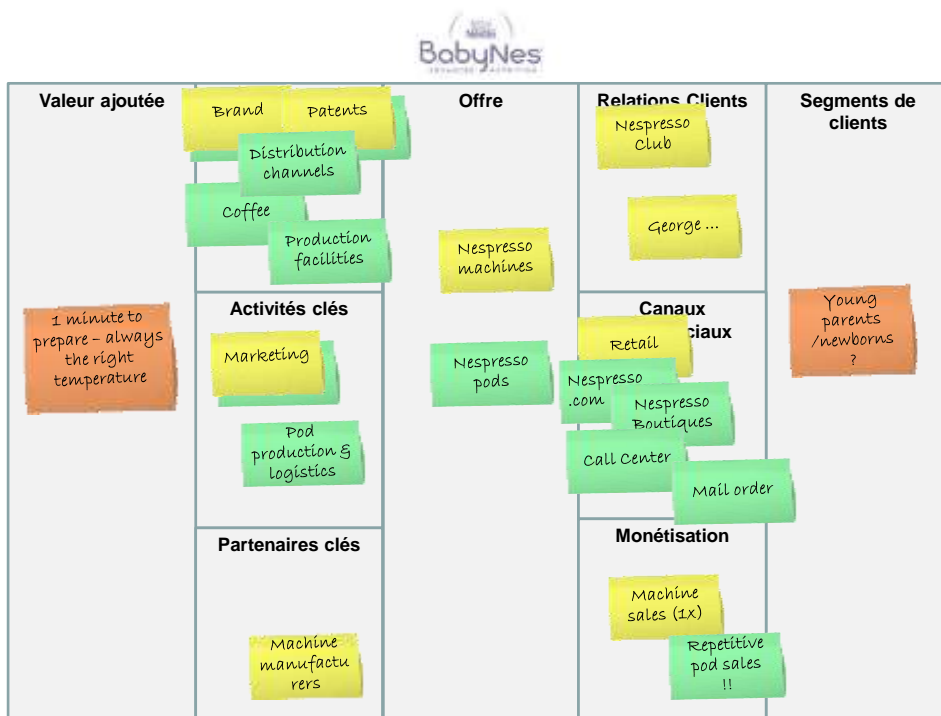 BabyNes
Valeur ajoutée
1 minute to
prepare – always
the right
temperature
Brand
Patents
Distribution
channels
Coffee
Production
facilities
Activités clés
Marketing
Pod
production &
logistics
Partenaires clés
Machine
manufactu
rers
Offre
Nespresso
machines
Nespresso
pods
Relations Clients
Nespresso
Club
George ...
Canaux
ciaux
Retail
Nespresso
.com
Nespresso
Boutiques
Call Center
Mail order
Monétisation
Machine
sales (1x)
Repetitive
pod sales
!!
Segments de
clients
Young
parents
/newborns
?